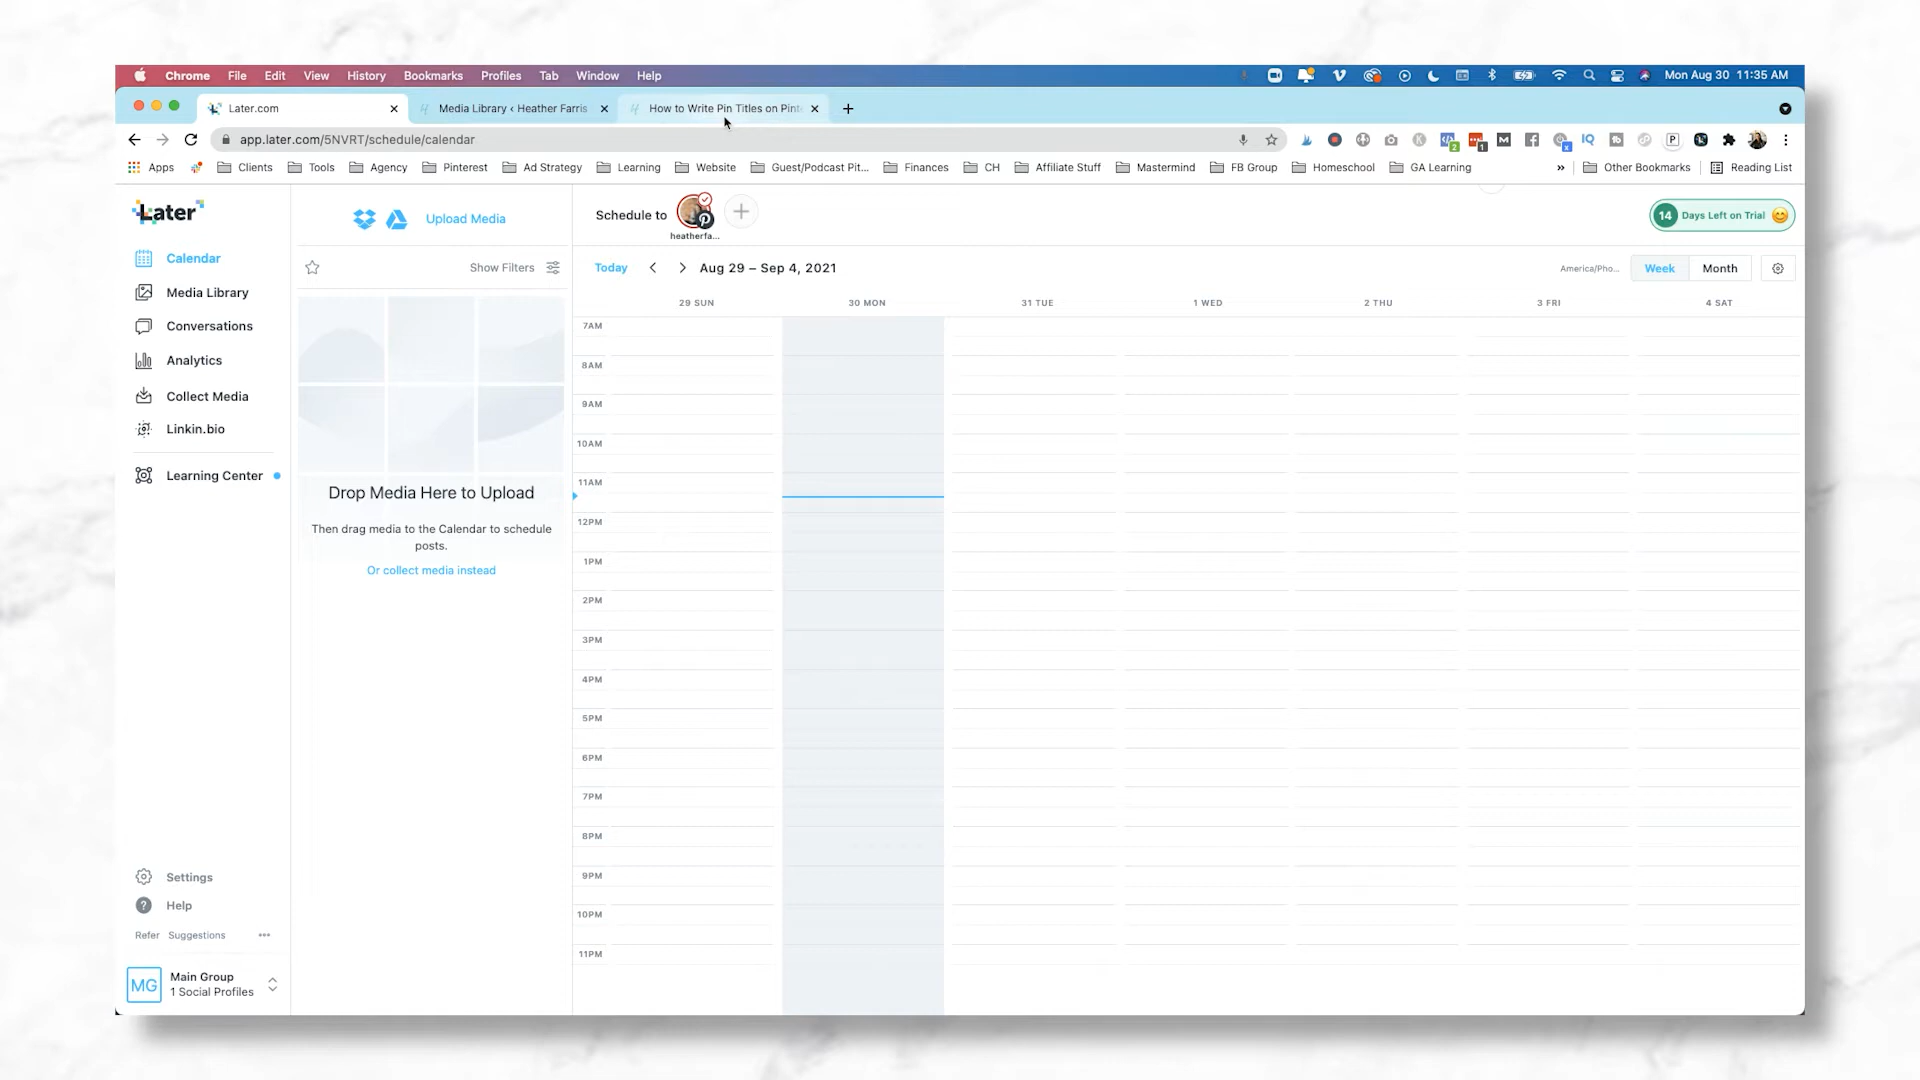 Chrome File Edit View History Bookmarks Profiles Tab Window Help
Mon Aug 30 11:35 AM
Later.com
Media Library ‹ Heather Farris
How to Write Pin Titles on Pint
app.later.com/5NVRT/schedule/calendar
Apps Clients Tools Agency Pinterest Ad Strategy Learning Website Guest/Podcast Pit... Finances CH Affiliate Stuff Mastermind FB Group Homeschool GA Learning » Other Bookmarks Reading List
Later
Upload Media
Schedule to
heatherfa...
14 Days Left on Trial
Calendar
Media Library
Conversations
Analytics
Collect Media
Linkin.bio
Learning Center
Show Filters
Today
Aug 29 – Sep 4, 2021
America/Pho...
Week
Month
29 SUN 30 MON 31 TUE 1 WED 2 THU 3 FRI 4 SAT
7AM
8AM
9AM
10AM
11AM
12PM
1PM
2PM
3PM
4PM
5PM
6PM
7PM
8PM
9PM
10PM
11PM
Drop Media Here to Upload
Then drag media to the Calendar to schedule
posts.
Or collect media instead
Settings
Help
Refer Suggestions
MG
Main Group
1 Social Profiles